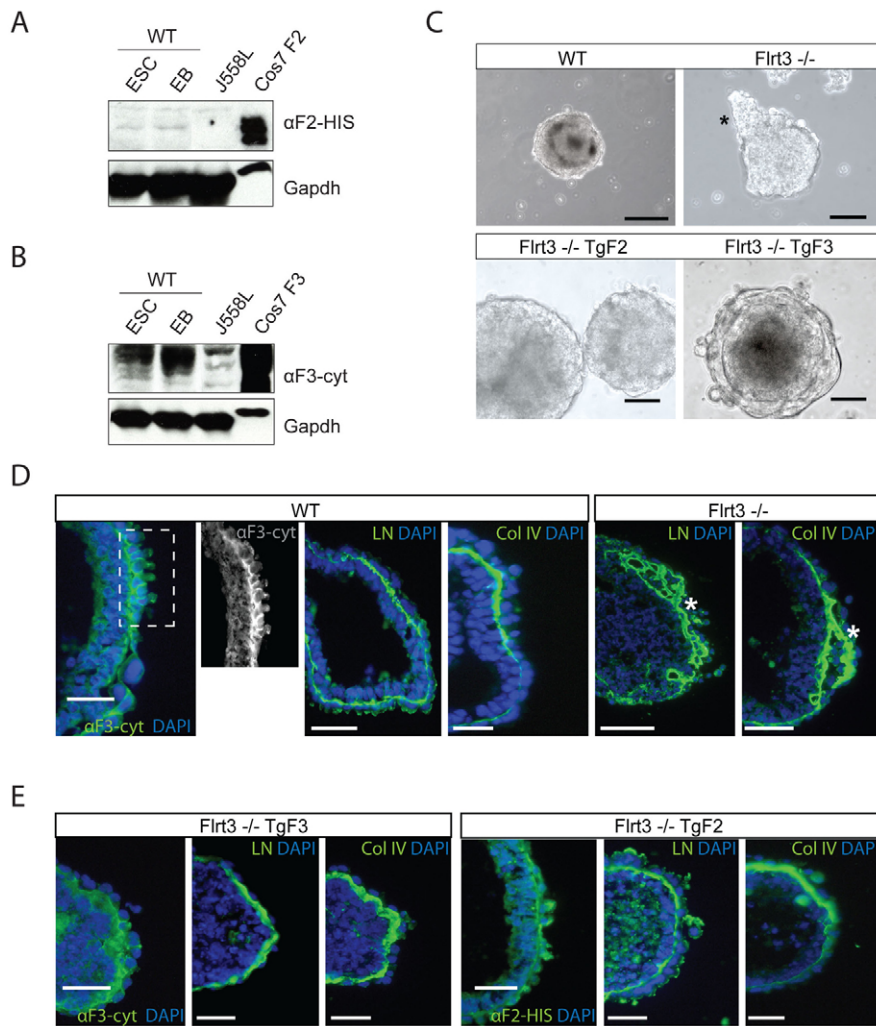 A
WT
ESC EB J558L Cos7 F2
αF2-HIS
Gapdh
B
WT
ESC EB J558L Cos7 F3
αF3-cyt
Gapdh
C
WT Flrt3 -/-
*
Flrt3 -/- TgF2 Flrt3 -/- TgF3
D
WT Flrt3 -/-
αF3-cyt LN DAPI Col IV DAPI LN DAPI Col IV DAPI
* *
αF3-cyt DAPI
E
Flrt3 -/- TgF3 Flrt3 -/- TgF2
LN DAPI Col IV DAPI LN DAPI Col IV DAPI
αF3-cyt DAPI αF2-HIS DAPI